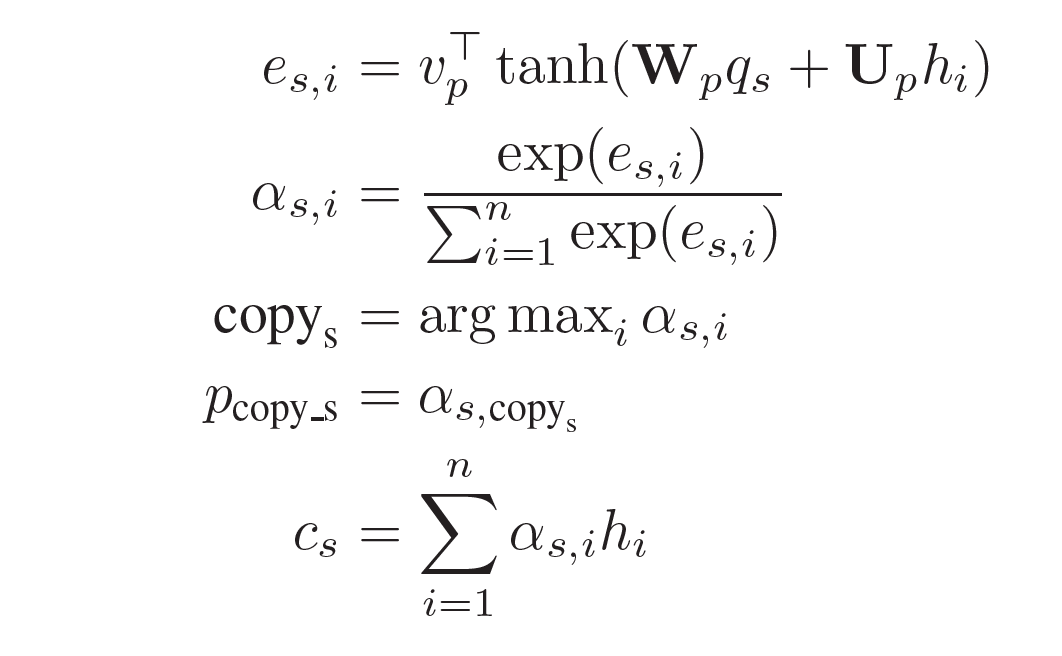 e_{s,i} = v_p^⊤ tanh(𝐖_p q_s + 𝐔_p h_i)
α_{s,i} = \frac{exp(e_{s,i})}{∑_{i=1}^{n} exp(e_{s,i})}
copy_s = arg max_i α_{s,i}
p_{copy_s} = α_{s,copy_s}
c_s = ∑_{i=1}^{n} α_{s,i} h_i